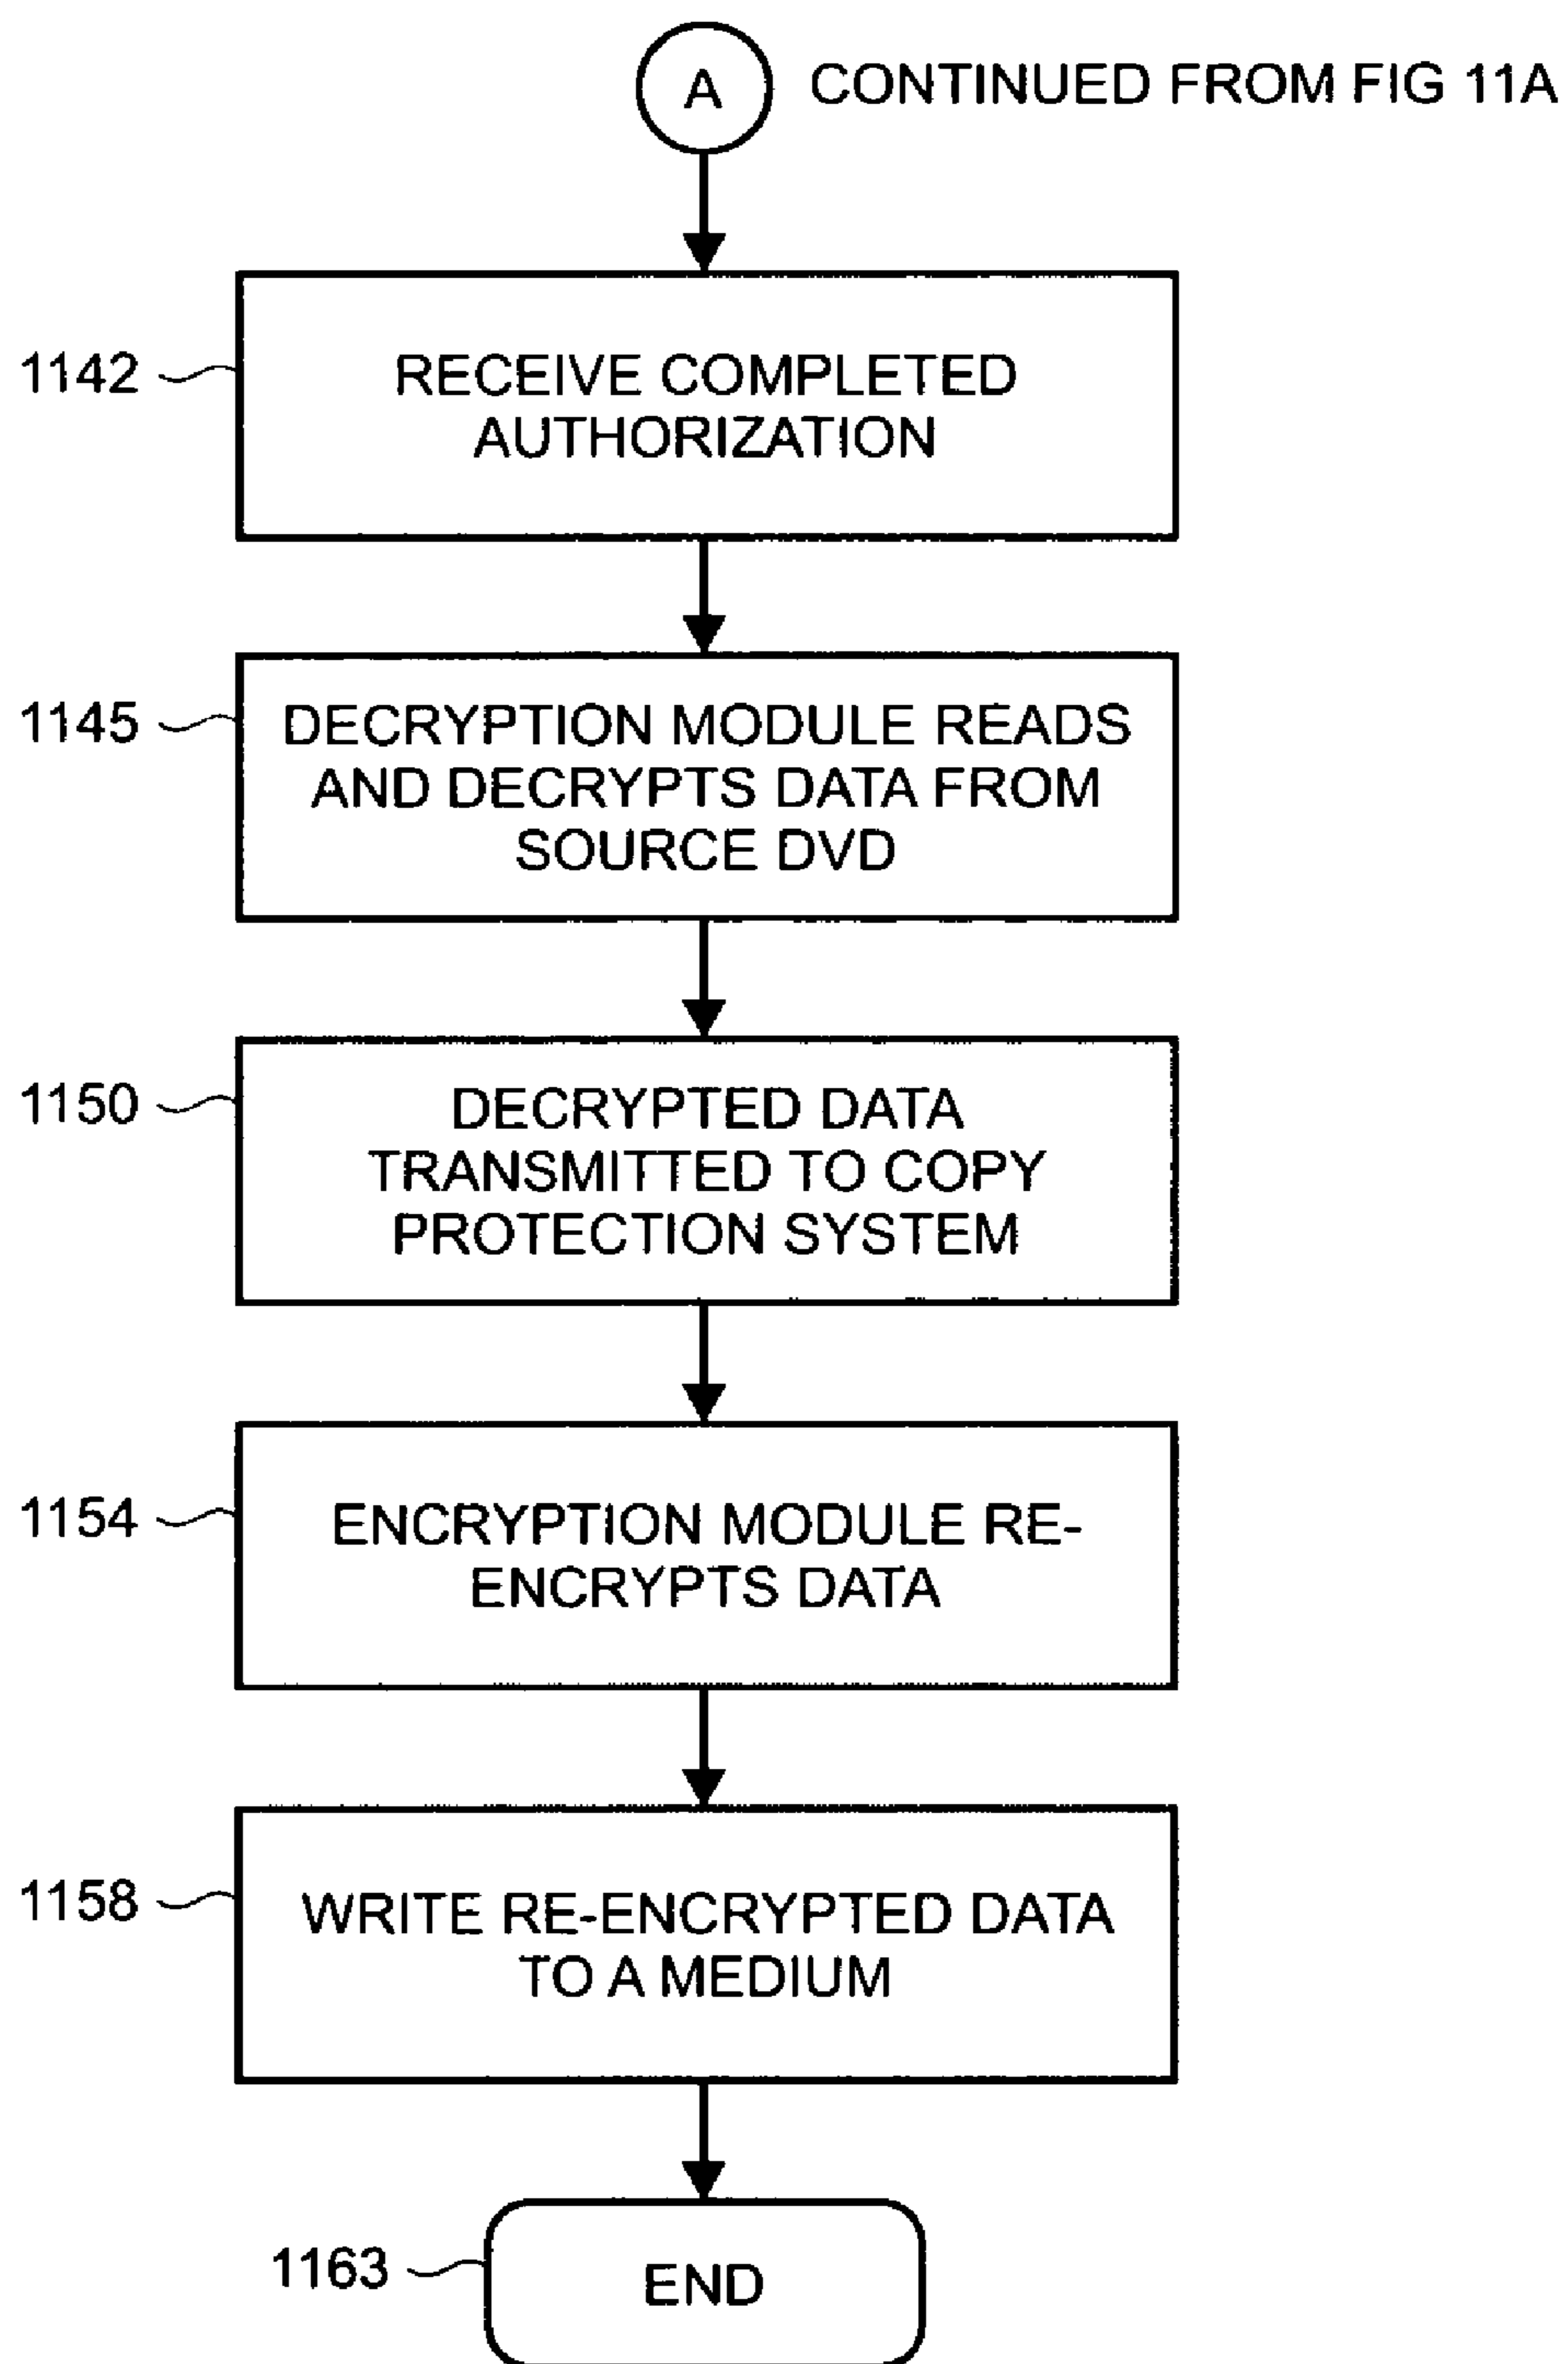 A
CONTINUED FROM FIG 11A
1142
RECEIVE COMPLETED
AUTHORIZATION
1145
DECRYPTION MODULE READS
AND DECRYPTS DATA FROM
SOURCE DVD
1150
DECRYPTED DATA
TRANSMITTED TO COPY
PROTECTION SYSTEM
1154
ENCRYPTION MODULE RE-
ENCRYPTS DATA
1158
WRITE RE-ENCRYPTED DATA
TO A MEDIUM
1163
END